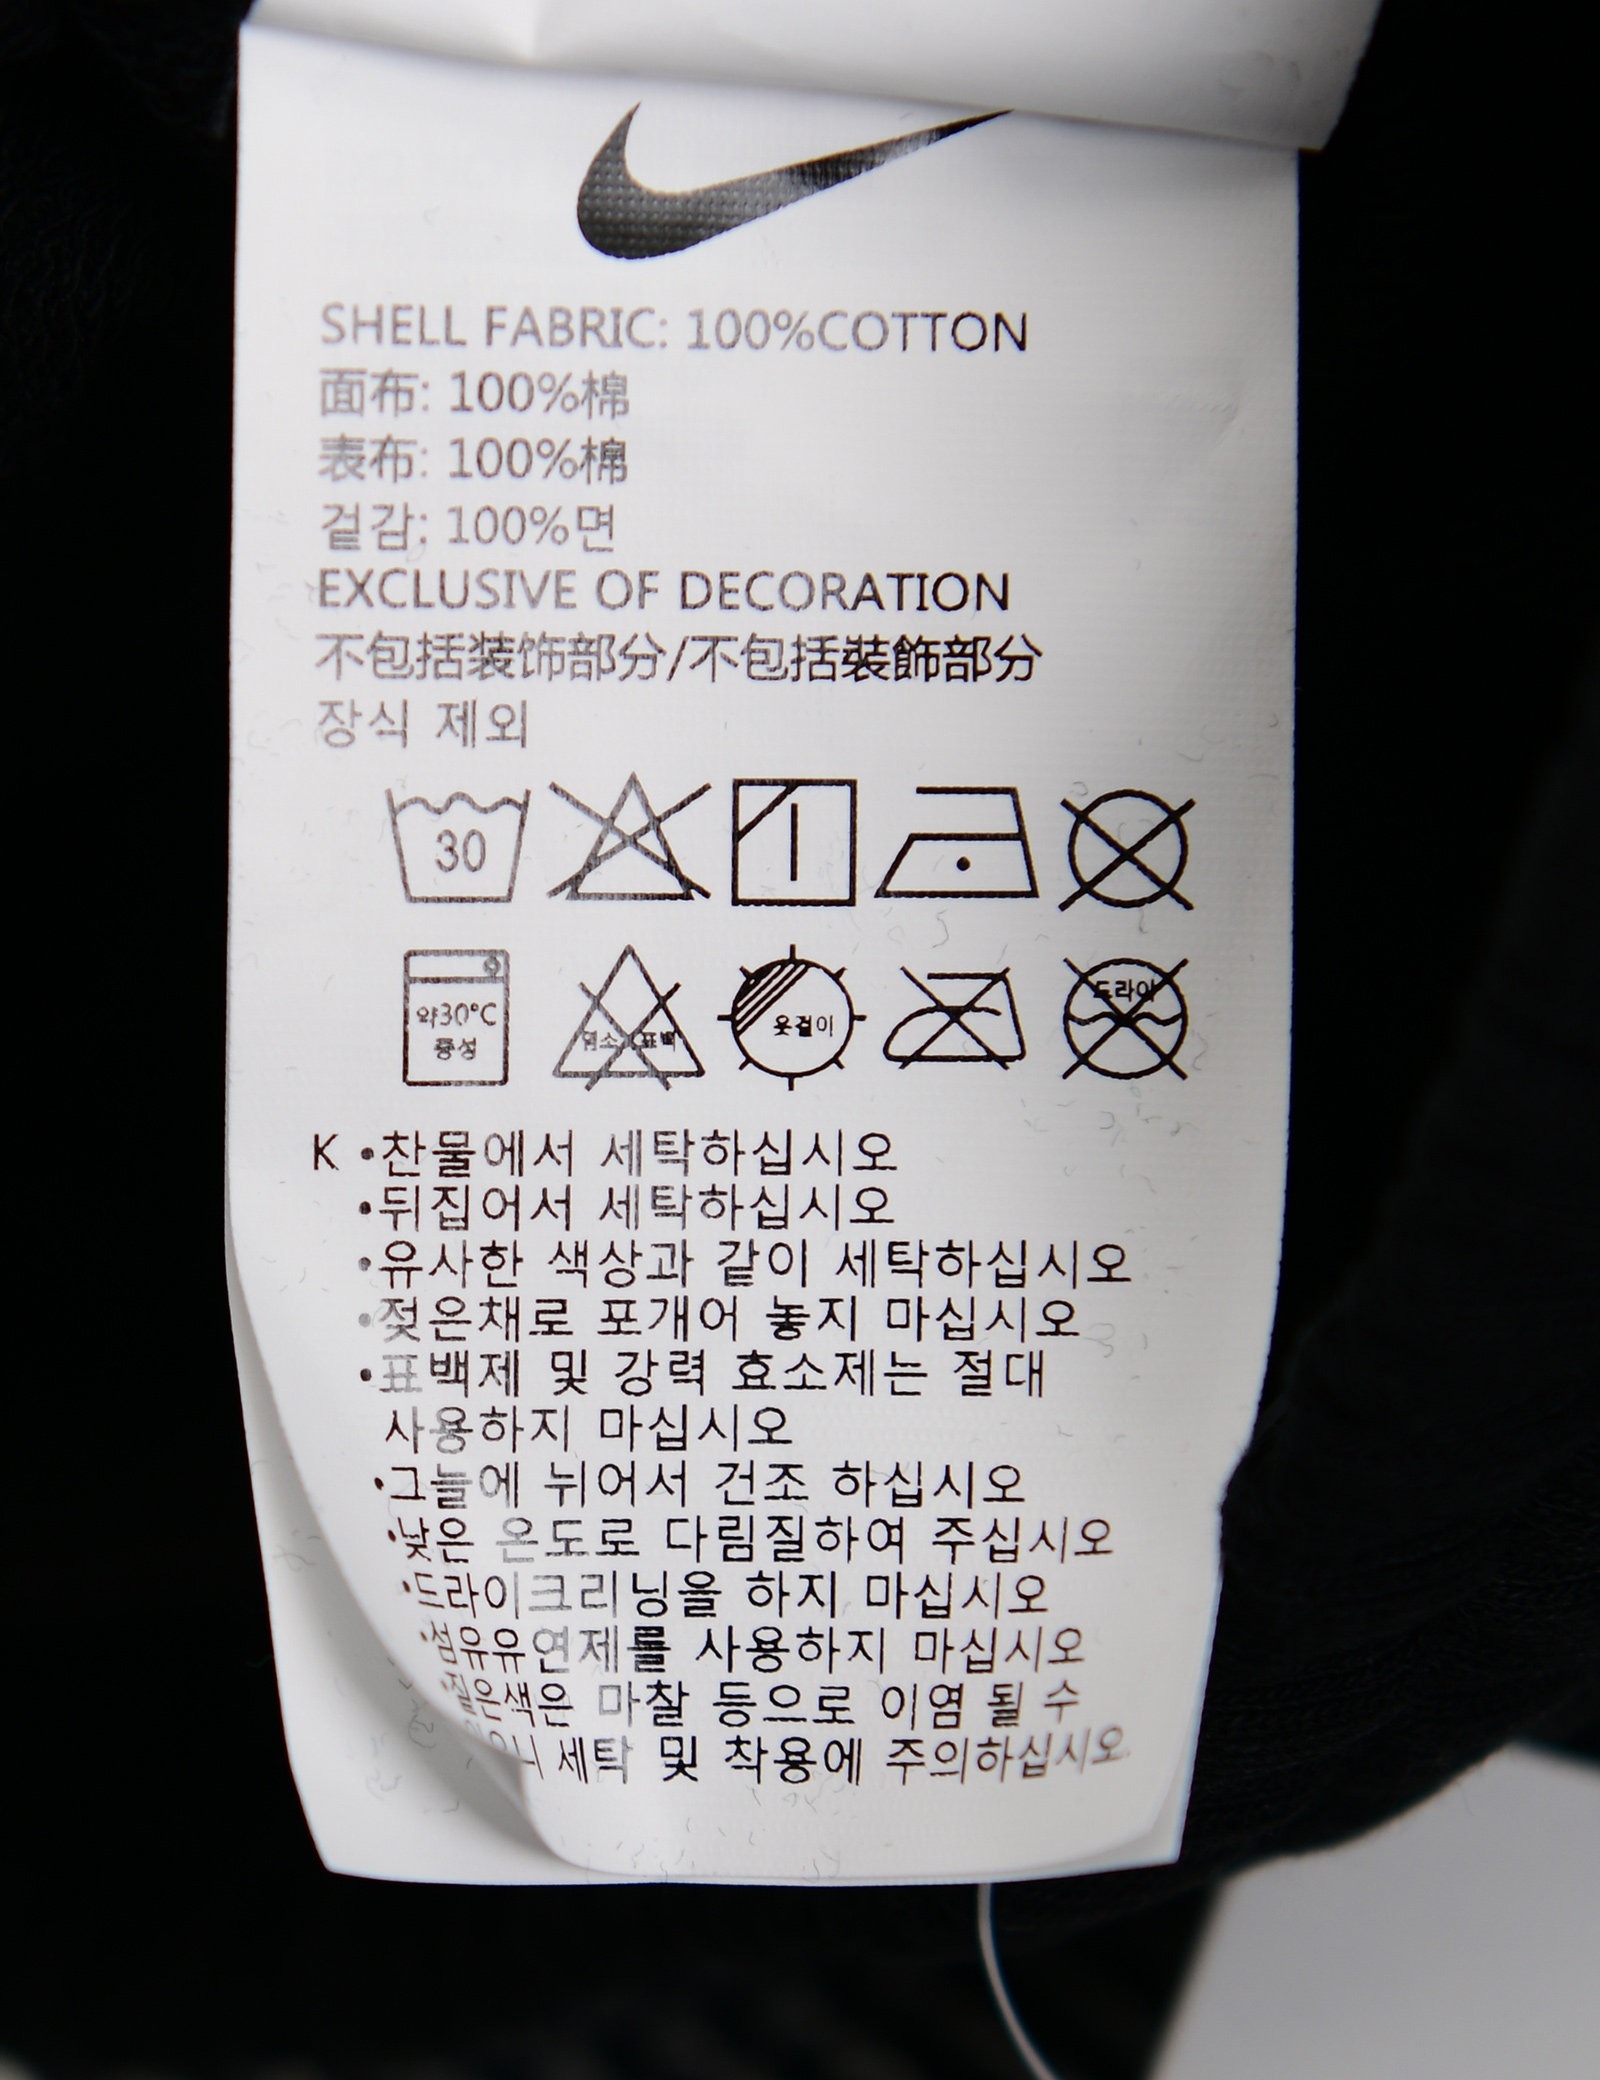 SHELL FABRIC: 100%COTTON
面布: 100%棉
表布: 100%棉
겉감: 100%면
EXCLUSIVE OF DECORATION
不包括装饰部分/不包括裝飾部分
장식 제외
30
약30°C
중성
염소 표백
옷걸이
드라이
K •찬물에서 세탁하십시오
•뒤집어서 세탁하십시오
•유사한 색상과 같이 세탁하십시오
•젖은채로 포개어 놓지 마십시오
•표백제 및 강력 효소제는 절대
사용하지 마십시오
•그늘에 뉘어서 건조 하십시오
•낮은 온도로 다림질하여 주십시오
•드라이크리닝을 하지 마십시오
•섬유유연제를 사용하지 마십시오
•짙은색은 마찰 등으로 이염 될 수
세탁 및 착용에 주의하십시오